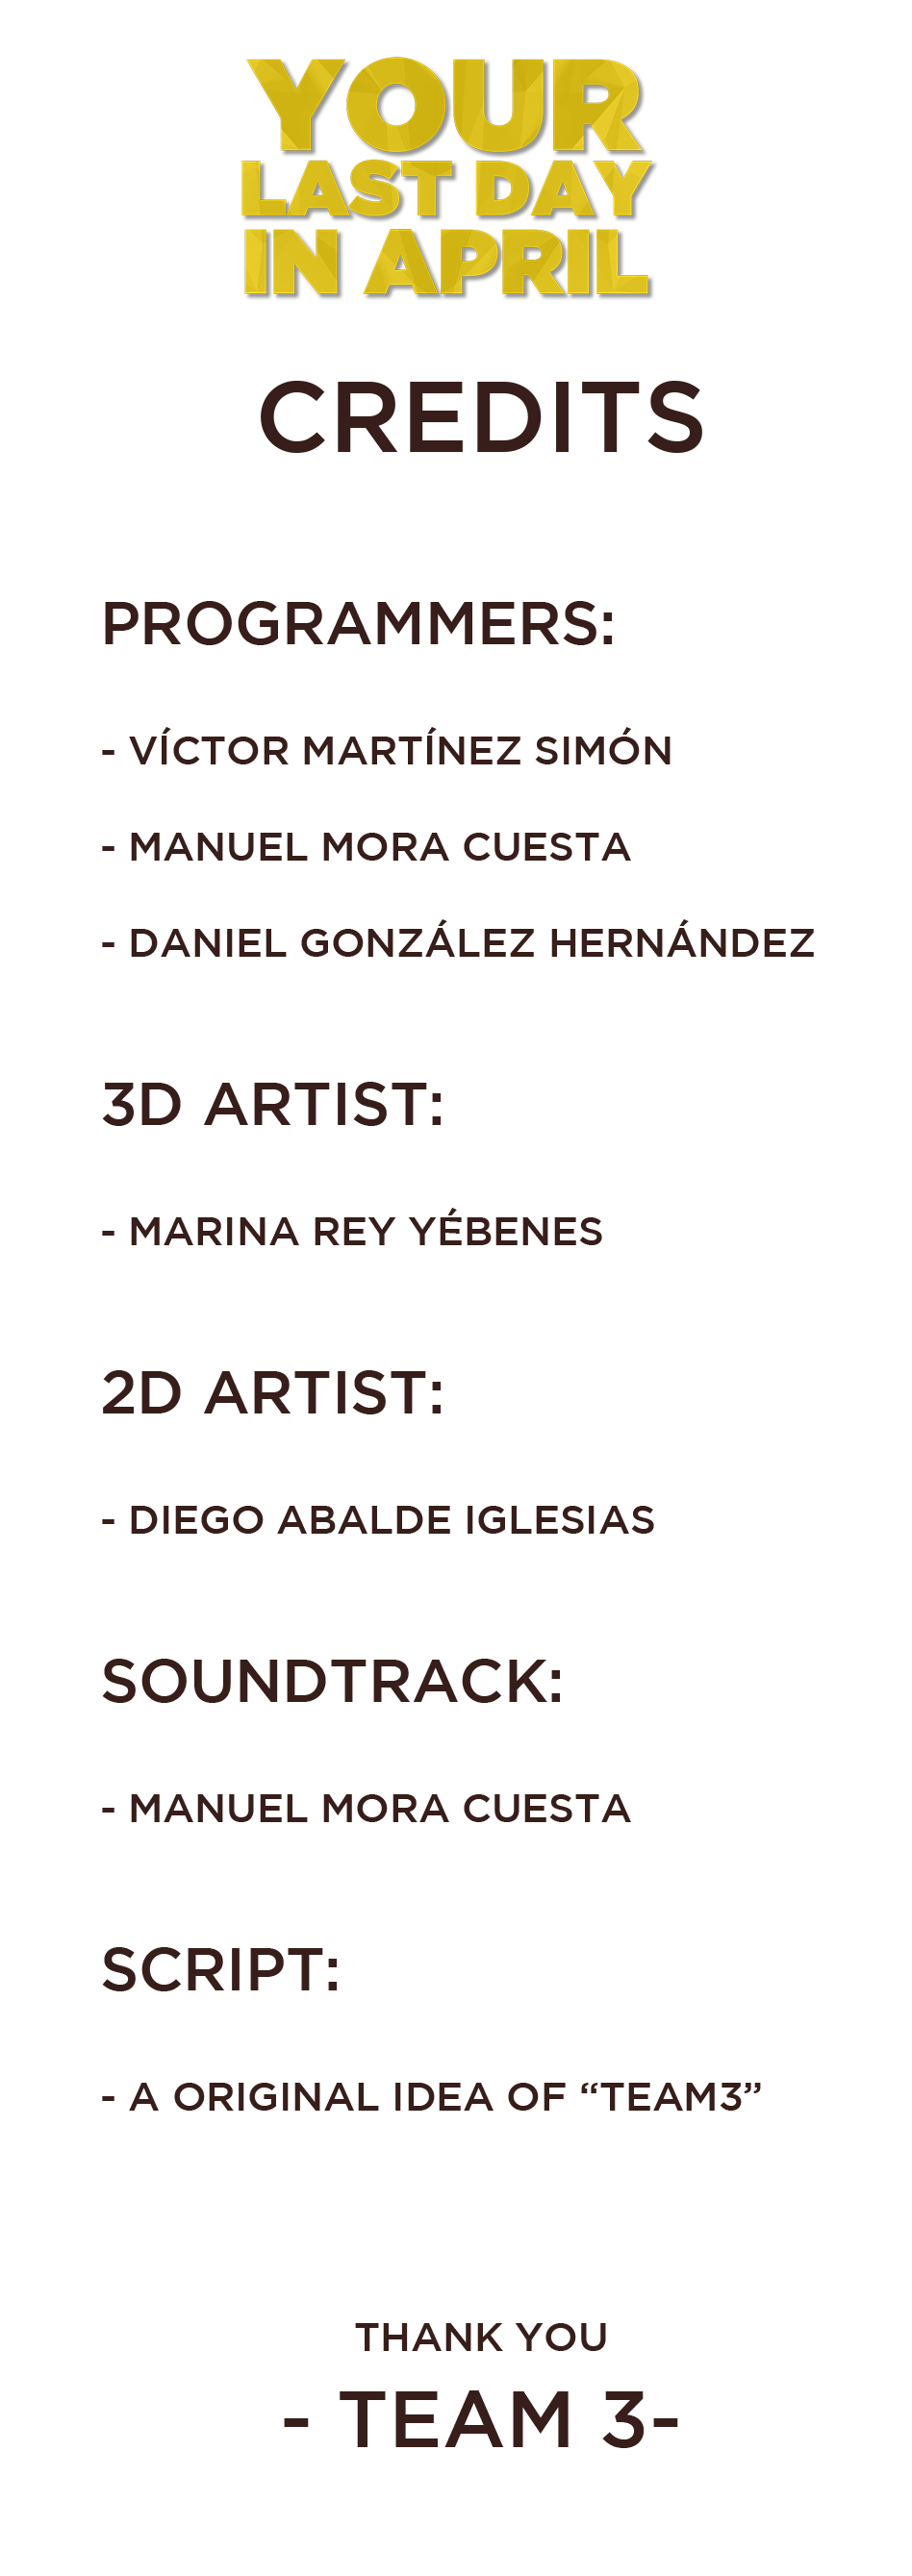 YOUR
LAST DAY
IN APRIL
CREDITS
PROGRAMMERS:
- VÍCTOR MARTÍNEZ SIMÓN
- MANUEL MORA CUESTA
- DANIEL GONZÁLEZ HERNÁNDEZ
3D ARTIST:
- MARINA REY YÉBENES
2D ARTIST:
- DIEGO ABALDE IGLESIAS
SOUNDTRACK:
- MANUEL MORA CUESTA
SCRIPT:
- A ORIGINAL IDEA OF “TEAM3”
THANK YOU
- TEAM 3-